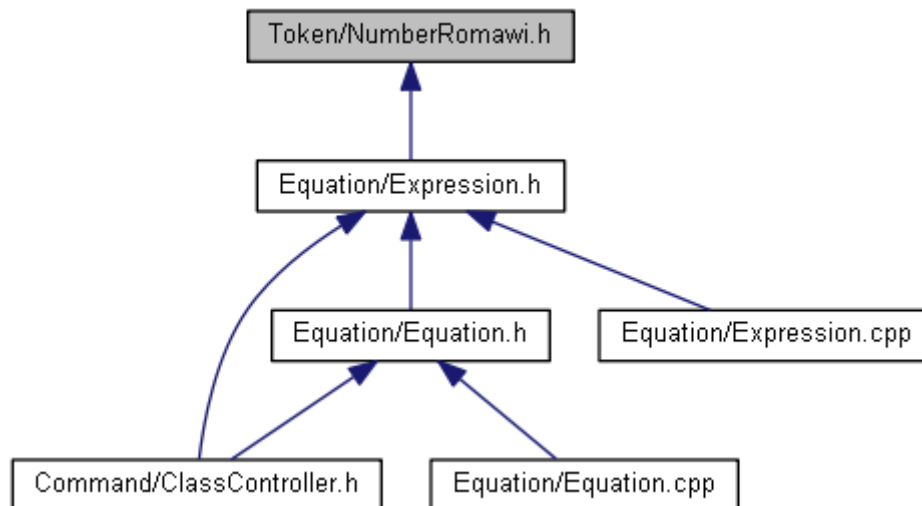 Token/NumberRomawi.h
Equation/Expression.h
Equation/Equation.h
Equation/Expression.cpp
Command/ClassController.h
Equation/Equation.cpp